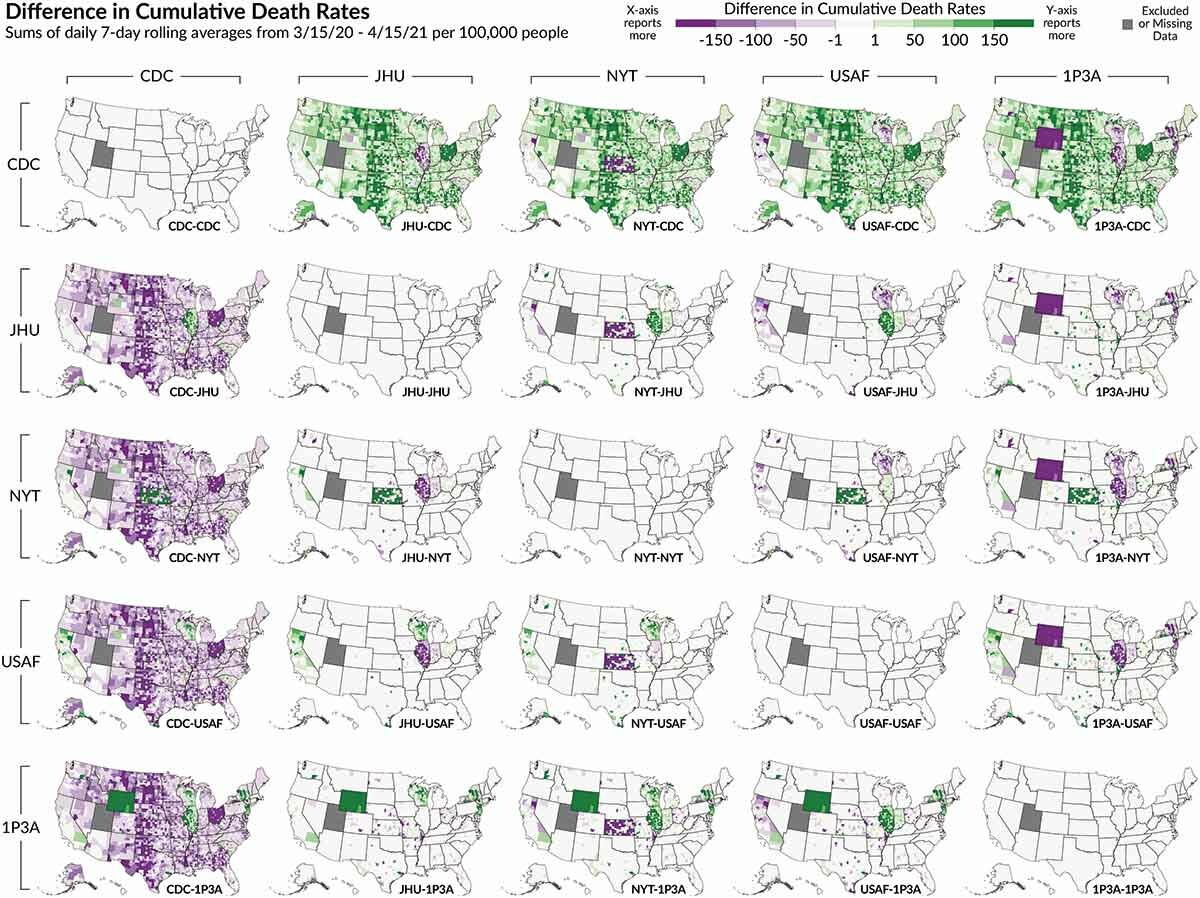 Difference in Cumulative Death Rates
Sums of daily 7-day rolling averages from 3/15/20 - 4/15/21 per 100,000 people
X-axis reports more
Difference in Cumulative Death Rates
-150 -100 -50 -1 1 50 100 150
Y-axis reports more
Excluded or Missing Data
CDC JHU NYT USAF 1P3A
CDC
CDC-CDC JHU-CDC NYT-CDC USAF-CDC 1P3A-CDC
JHU
CDC-JHU JHU-JHU NYT-JHU USAF-JHU 1P3A-JHU
NYT
CDC-NYT JHU-NYT NYT-NYT USAF-NYT 1P3A-NYT
USAF
CDC-USAF JHU-USAF NYT-USAF USAF-USAF 1P3A-USAF
1P3A
CDC-1P3A JHU-1P3A NYT-1P3A USAF-1P3A 1P3A-1P3A